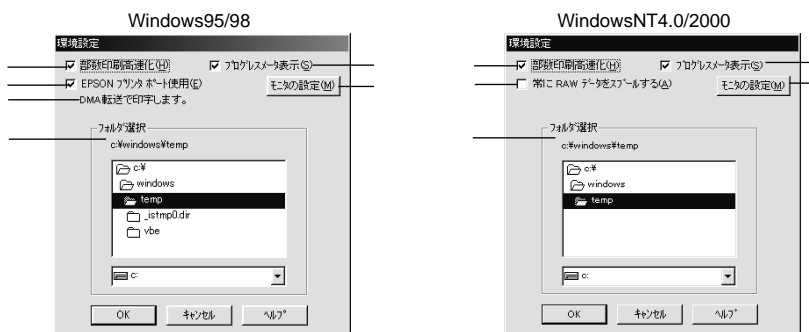 Windows95/98
環境設定
部数印刷高速化(H)
プログレスメータ表示(S)
EPSON プリンタ ポート使用(E)
モニタの設定(M)
DMA転送で印字します。
フォルダ選択
c:¥windows¥temp
c:¥
windows
temp
_istmp0.dir
vbe
c:
OK
キャンセル
ヘルプ
WindowsNT4.0/2000
環境設定
部数印刷高速化(H)
プログレスメータ表示(S)
常に RAW データをスプールする(A)
モニタの設定(M)
フォルダ選択
c:¥windows¥temp
c:¥
windows
temp
c:
OK
キャンセル
ヘルプ